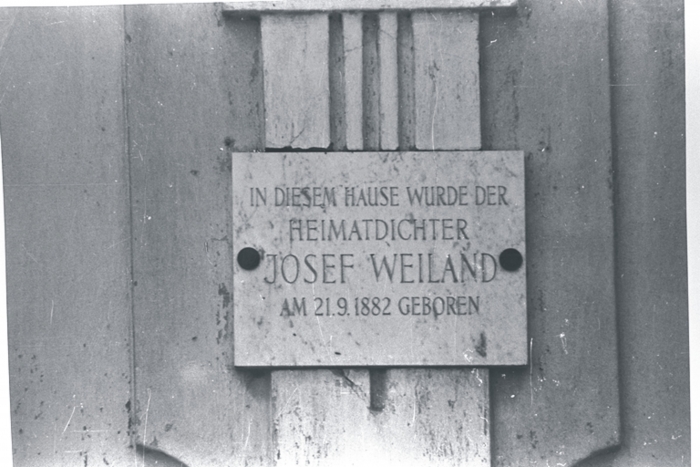 IN DIESEM HAUSE WURDE DER
HEIMATDICHTER
JOSEF WEILAND
AM 21.9.1882 GEBOREN